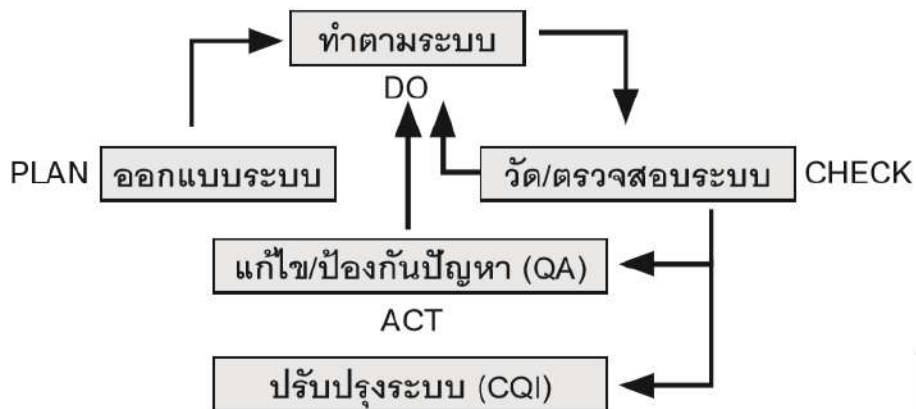 ทำตามระบบ
DO
PLAN ออกแบบระบบ
วัด/ตรวจสอบระบบ CHECK
แก้ไข/ป้องกันปัญหา (QA)
ACT
ปรับปรุงระบบ (CQI)